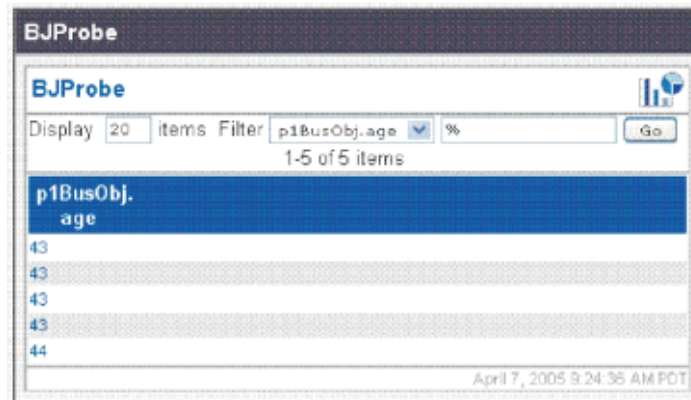 BJProbe
BJProbe
Display 20 items Filter p1BusObj.age % Go
1-5 of 5 items
p1BusObj.
age
43
43
43
43
44
April 7, 2005 9:24:36 AM PDT